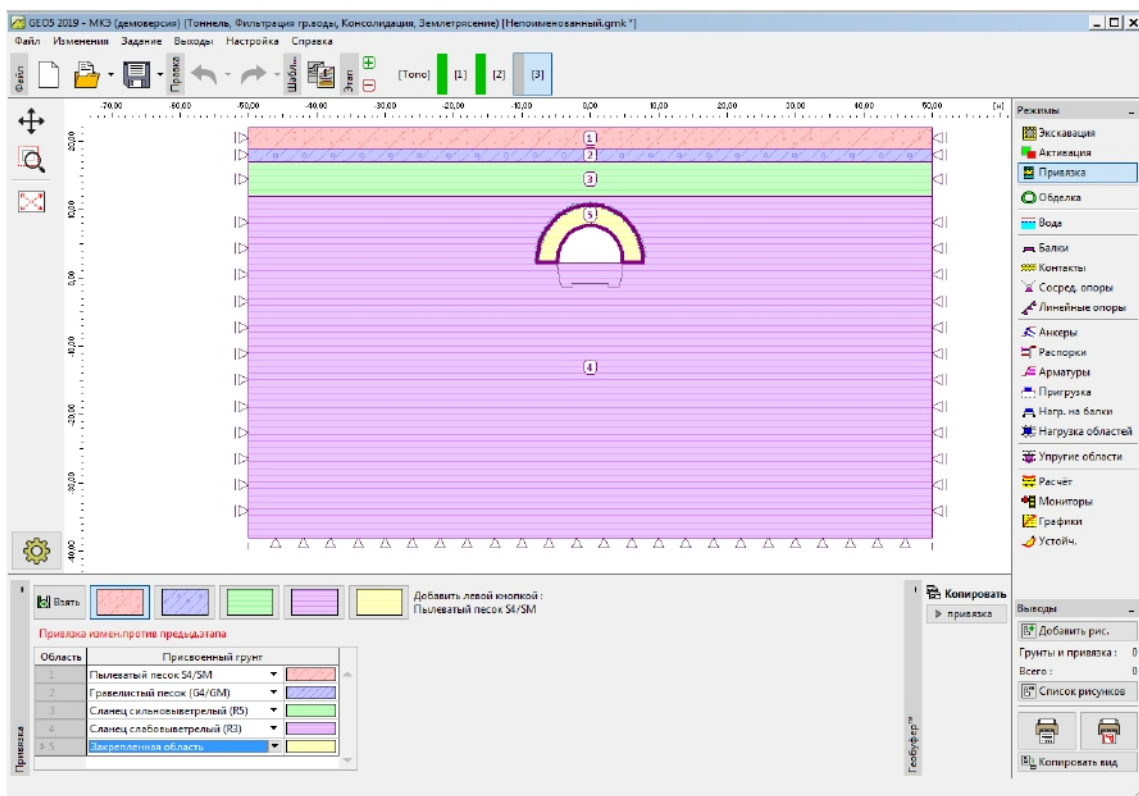 GEO5 2019 - МКЭ (демоверсия) [Тоннель, Фильтрация гр.воды, Консолидация, Землетрясение] [Непоименованный.gmk *]
Файл Изменения Задание Выходы Настройка Справка
Файл Правка Шабл... Этап [Топо] [1] [2] [3]
-70,00 -60,00 -50,00 -40,00 -30,00 -20,00 -10,00 0,00 10,00 20,00 30,00 40,00 50,00 [м]
20,00
10,00
0,00
-10,00
-20,00
-30,00
-40,00
1
2
3
5
4
Режимы
Экскавация
Активация
Привязка
Обделка
Вода
Балки
Контакты
Сосред. опоры
Линейные опоры
Анкеры
Распорки
Арматуры
Пригрузка
Нагр. на балки
Нагрузка областей
Упругие области
Расчёт
Мониторы
Графики
Устойч.
Взять
Добавить левой кнопкой :
Пылеватый песок S4/SM
Привязка измен.против предыд.этапа
Область Присвоенный грунт
1 Пылеватый песок S4/SM
2 Гравелистый песок (G4/GM)
3 Сланец сильновыветрелый (R5)
4 Сланец слабовыветрелый (R3)
> 5 Закрепленная область
Привязка
Геобуфер™
Копировать
привязка
Выводы
Добавить рис.
Грунты и привязка : 0
Всего : 0
Список рисунков
Копировать вид